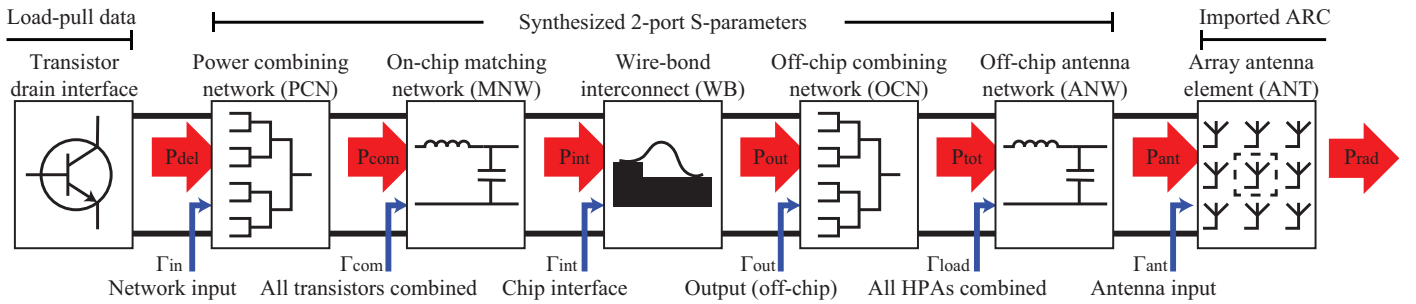 Load-pull data
Synthesized 2-port S-parameters
Imported ARC
Transistor
drain interface
Power combining
network (PCN)
On-chip matching
network (MNW)
Wire-bond
interconnect (WB)
Off-chip combining
network (OCN)
Off-chip antenna
network (ANW)
Array antenna
element (ANT)
Pdel
Pcom
Pint
Pout
Ptot
Pant
Prad
Γin
Γcom
Γint
Γout
Γload
Γant
Network input
All transistors combined
Chip interface
Output (off-chip)
All HPAs combined
Antenna input